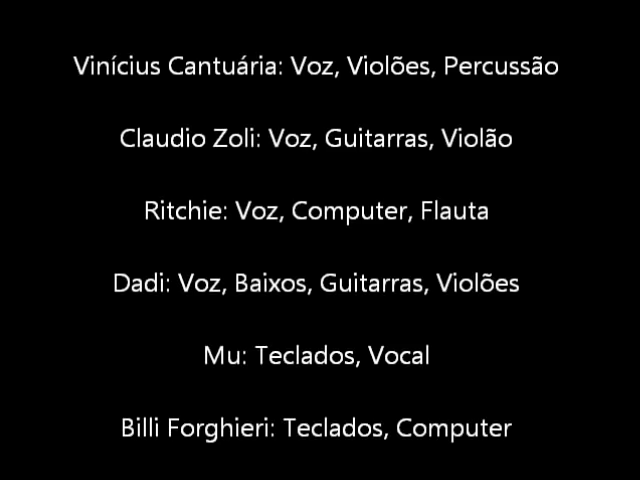 Vinícius Cantuária: Voz, Violões, Percussão
Claudio Zoli: Voz, Guitarras, Violão
Ritchie: Voz, Computer, Flauta
Dadi: Voz, Baixos, Guitarras, Violões
Mu: Teclados, Vocal
Billi Forghieri: Teclados, Computer